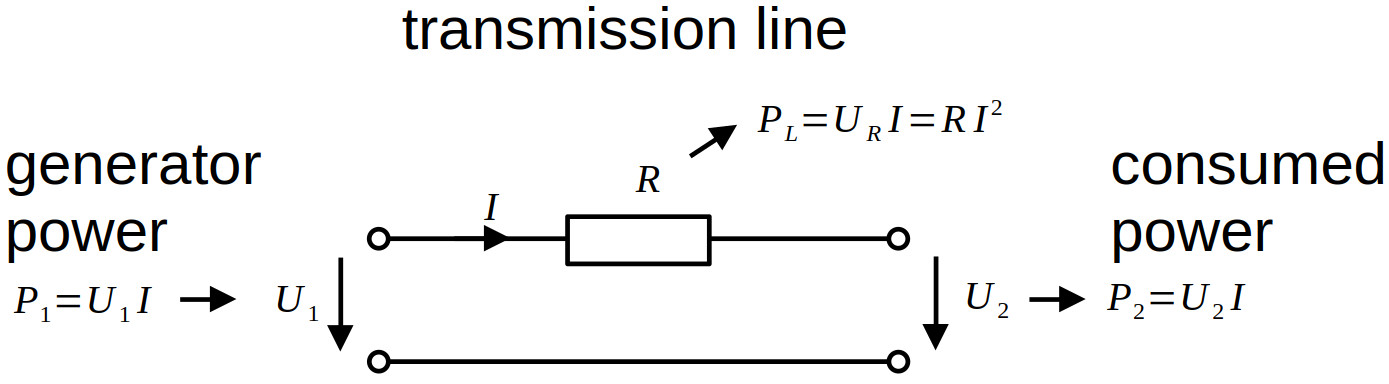 transmission line
P_L=U_R I=R I^2
generator
power
consumed
power
R
I
P_1=U_1 I
U_1
U_2
P_2=U_2 I